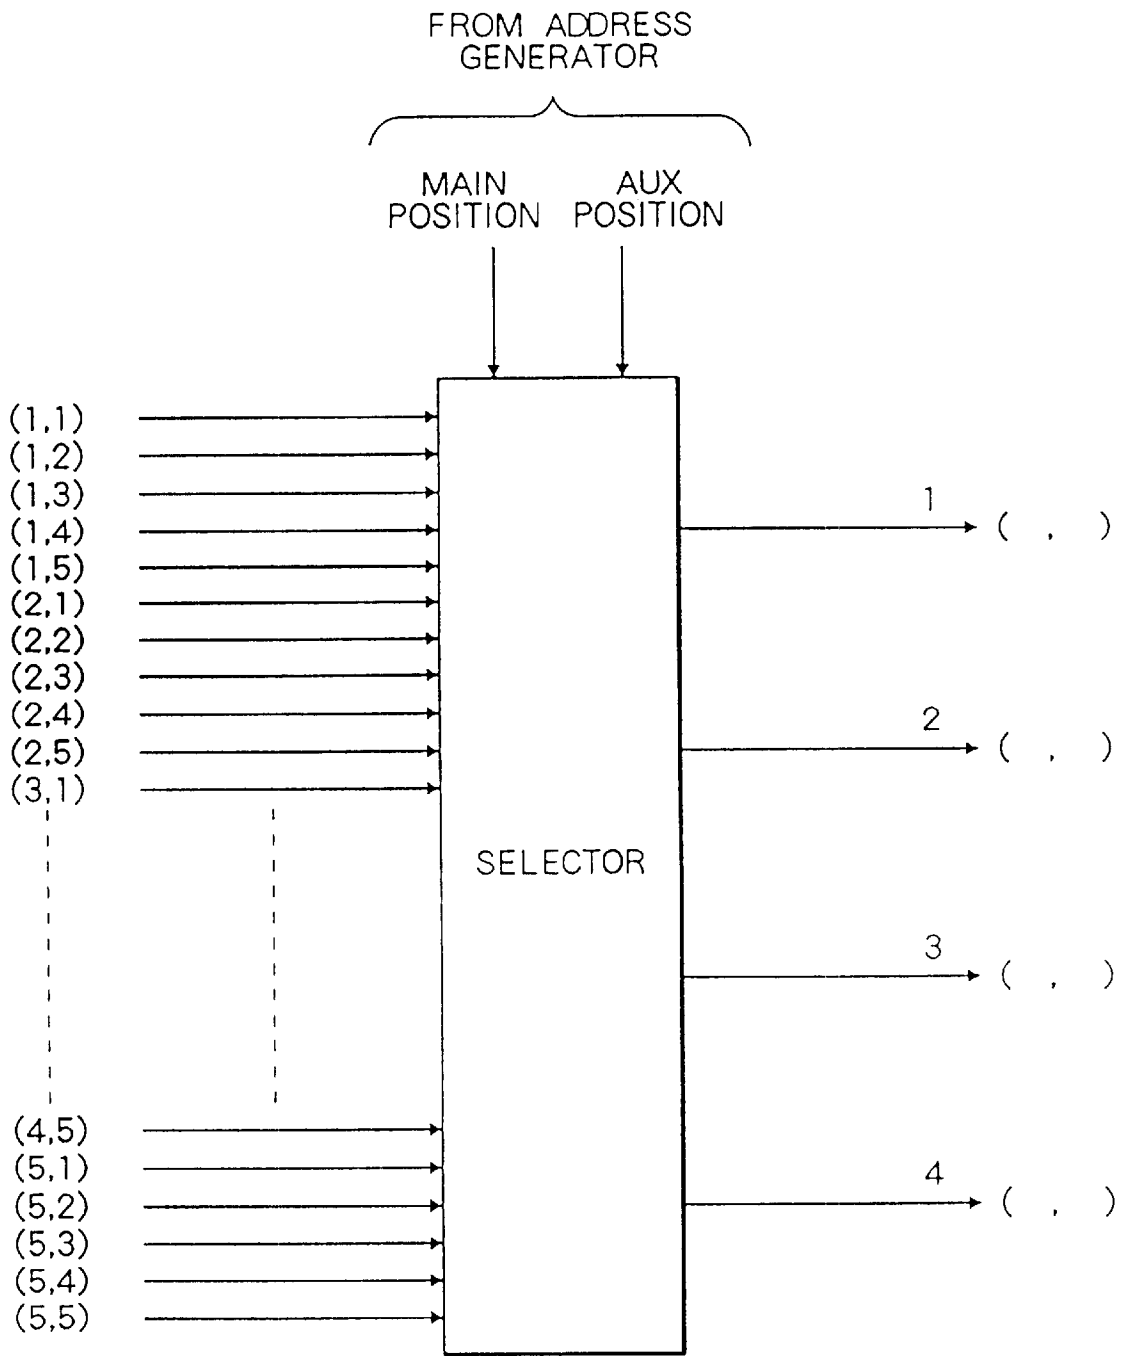 FROM ADDRESS
GENERATOR
MAIN
POSITION
AUX
POSITION
(1,1)
(1,2)
(1,3)
(1,4)
(1,5)
(2,1)
(2,2)
(2,3)
(2,4)
(2,5)
(3,1)
SELECTOR
(4,5)
(5,1)
(5,2)
(5,3)
(5,4)
(5,5)
1
( , )
2
( , )
3
( , )
4
( , )